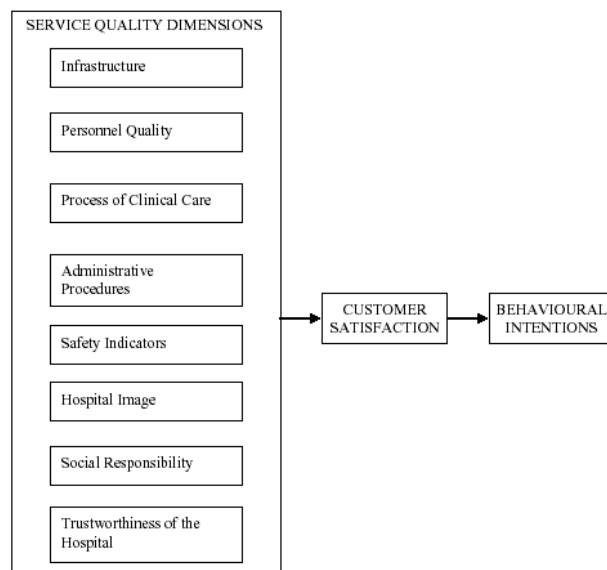 SERVICE QUALITY DIMENSIONS
Infrastructure
Personnel Quality
Process of Clinical Care
Administrative
Procedures
Safety Indicators
Hospital Image
Social Responsibility
Trustworthiness of the
Hospital
CUSTOMER
SATISFACTION
BEHAVIOURAL
INTENTIONS